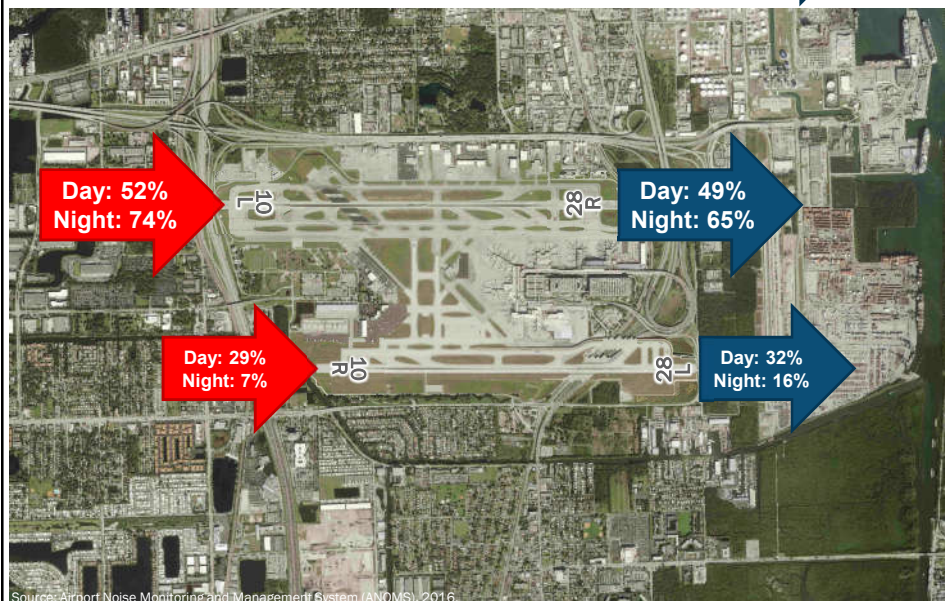 Day: 52%
Night: 74%
10
L
28
R
Day: 49%
Night: 65%
Day: 29%
Night: 7%
10
R
28
L
Day: 32%
Night: 16%
Source: Airport Noise Monitoring and Management System (ANOMS), 2016